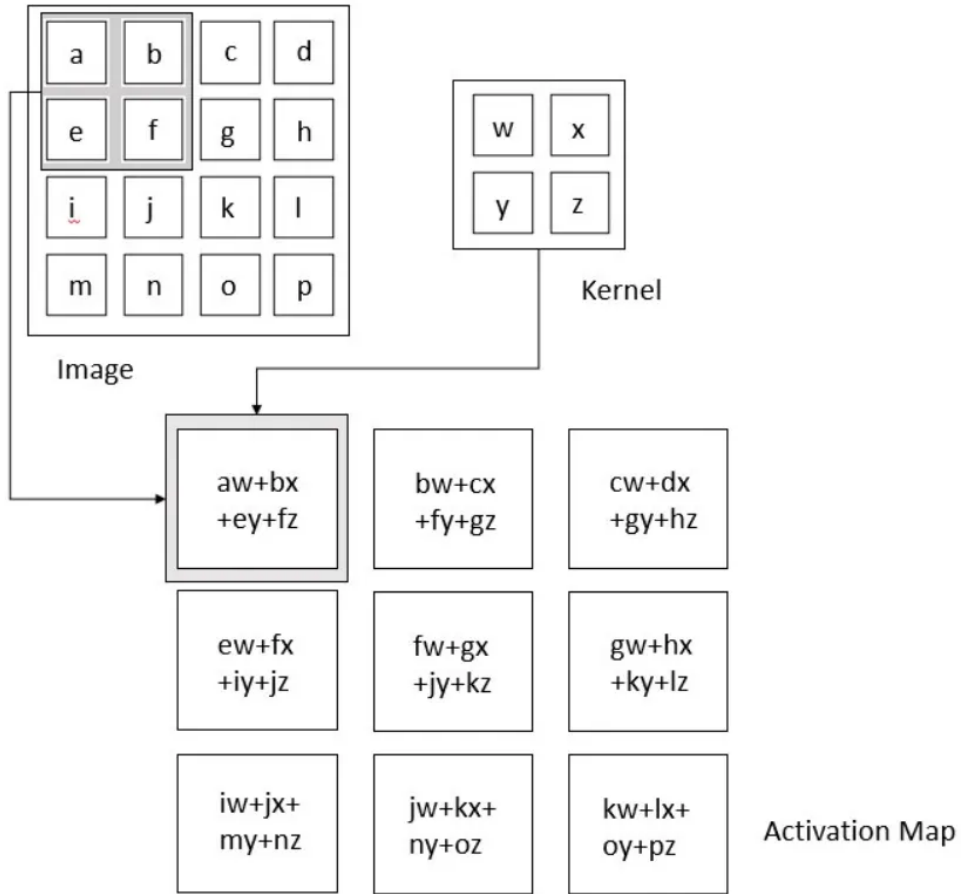 a b c d
e f g h
i j k l
m n o p
Image
w x
y z
Kernel
aw+bx
+ey+fz
bw+cx
+fy+gz
cw+dx
+gy+hz
ew+fx
+iy+jz
fw+gx
+jy+kz
gw+hx
+ky+lz
iw+jx+
my+nz
jw+kx+
ny+oz
kw+lx+
oy+pz
Activation Map